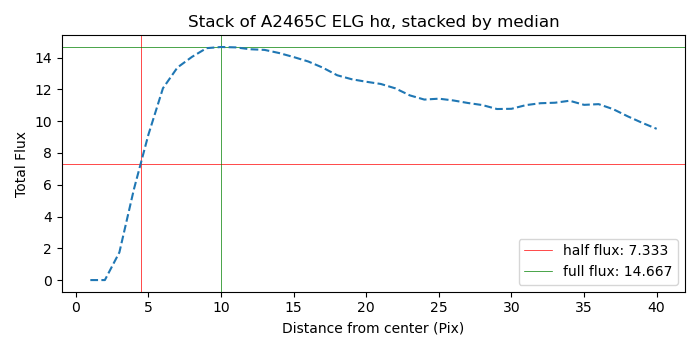 Stack of A2465C ELG hα, stacked by median
Total Flux
14
12
10
8
6
4
2
0
half flux: 7.333
full flux: 14.667
0 5 10 15 20 25 30 35 40
Distance from center (Pix)